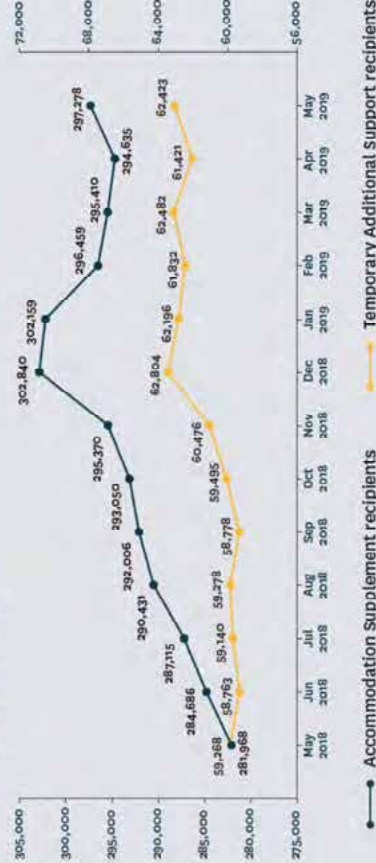 305,000
300,000
295,000
290,000
285,000
280,000
275,000
72,000
68,000
64,000
60,000
56,000
281,968
284,686
287,115
290,431
292,006
293,050
295,370
302,840
302,159
296,459
295,410
294,635
297,278
59,268
58,763
59,140
59,278
58,778
59,495
60,476
62,804
62,196
61,832
62,482
61,421
62,423
May 2018
Jun 2018
Jul 2018
Aug 2018
Sep 2018
Oct 2018
Nov 2018
Dec 2018
Jan 2019
Feb 2019
Mar 2019
Apr 2019
May 2019
Accommodation Supplement recipients
Temporary Additional Support recipients